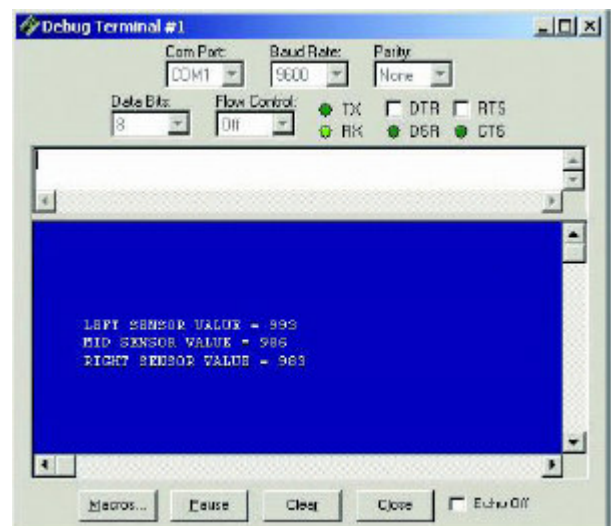 Debug Terminal #1
Com Port: Baud Rate: Parity:
COM1 9600 None
Data Bits: Flow Control: TX DTR RTS
8 Off RX DSR CTS
LEFT SENSOR VALUE = 993
MID SENSOR VALUE = 986
RIGHT SENSOR VALUE = 983
Macros... Pause Clear Close Echo Off